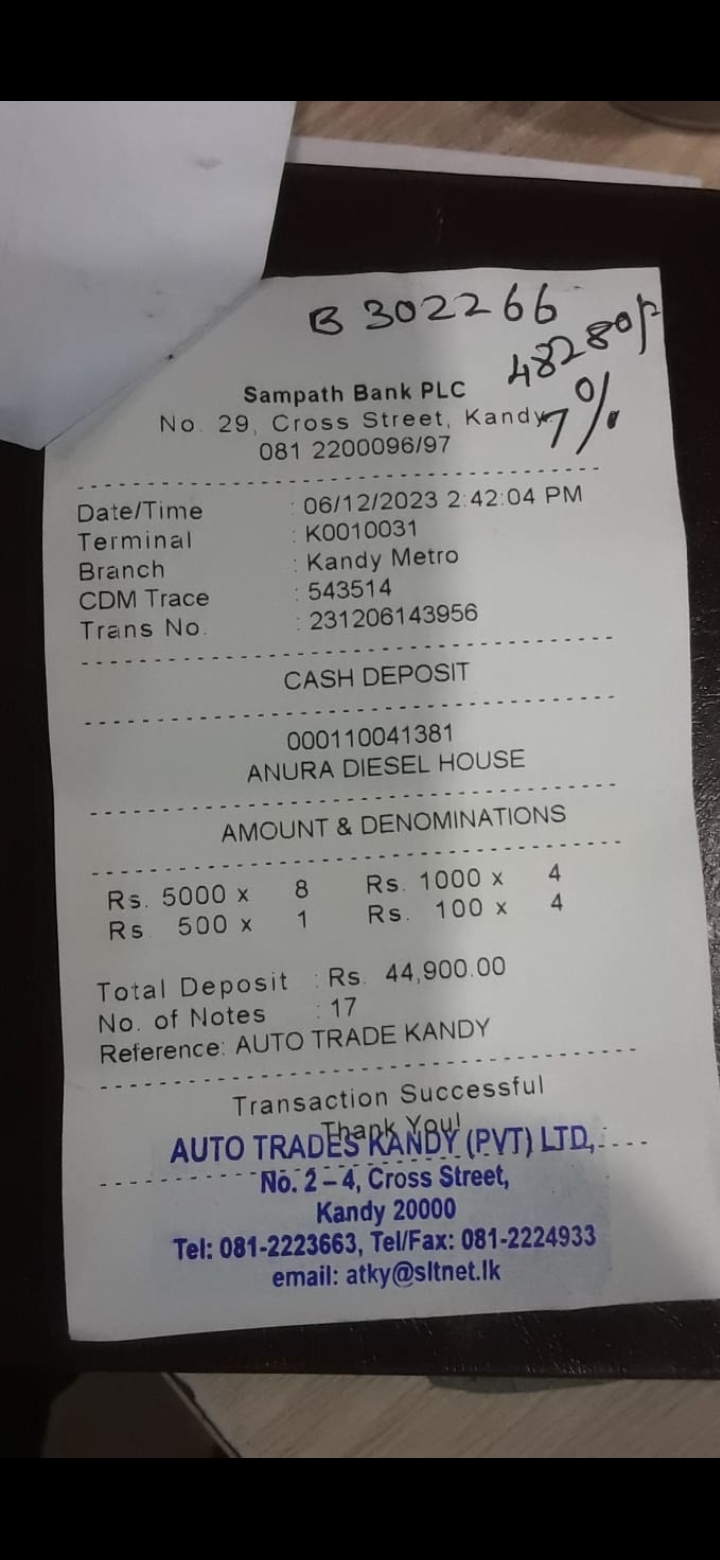 B 302266
48280/-
7%
Sampath Bank PLC
No. 29, Cross Street, Kandy
081 2200096/97
Date/Time : 06/12/2023 2:42:04 PM
Terminal : K0010031
Branch : Kandy Metro
CDM Trace : 543514
Trans No. : 231206143956
CASH DEPOSIT
000110041381
ANURA DIESEL HOUSE
AMOUNT & DENOMINATIONS
Rs. 5000 x 8 Rs. 1000 x 4
Rs. 500 x 1 Rs. 100 x 4
Total Deposit : Rs. 44,900.00
No. of Notes : 17
Reference: AUTO TRADE KANDY
Transaction Successful
Thank You!
AUTO TRADES KANDY (PVT) LTD,
No. 2 – 4, Cross Street,
Kandy 20000
Tel: 081-2223663, Tel/Fax: 081-2224933
email: atky@sltnet.lk